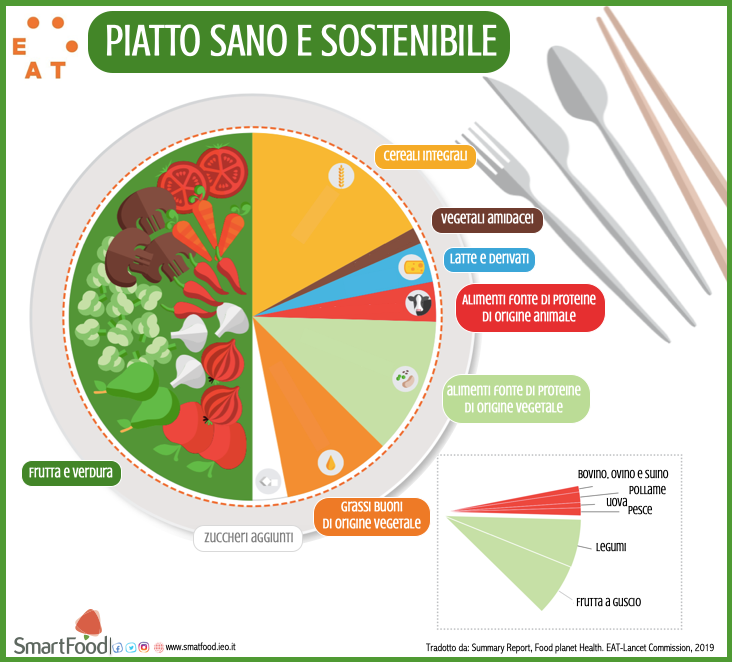 EAT
PIATTO SANO E SOSTENIBILE
cereali integrali
vegetali amidacei
Latte e derivati
Alimenti fonte di proteine
di origine animale
alimenti fonte di proteine
di origine vegetale
Frutta e verdura
Grassi buoni
di origine vegetale
zuccheri aggiunti
Bovino, ovino e suino
Pollame
Uova
Pesce
Legumi
Frutta a guscio
SmartFood
www.smatfood.ieo.it
Tradotto da: Summary Report, Food planet Health. EAT-Lancet Commission, 2019